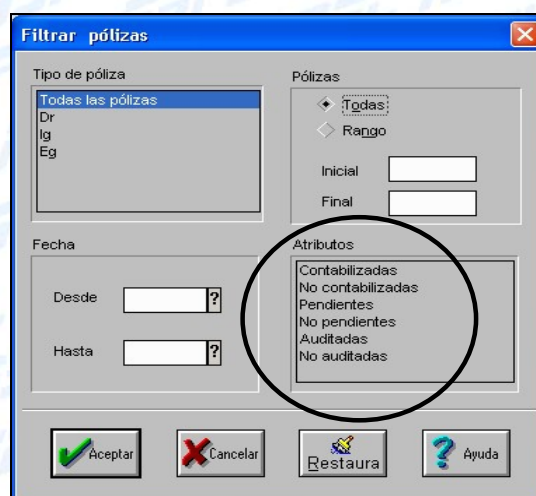 Filtrar pólizas
Tipo de póliza
Todas las pólizas
Dr
Ig
Eg
Pólizas
Todas
Rango
Inicial
Final
Fecha
Desde
?
Hasta
?
Atributos
Contabilizadas
No contabilizadas
Pendientes
No pendientes
Auditadas
No auditadas
Aceptar
Cancelar
Restaura
? Ayuda